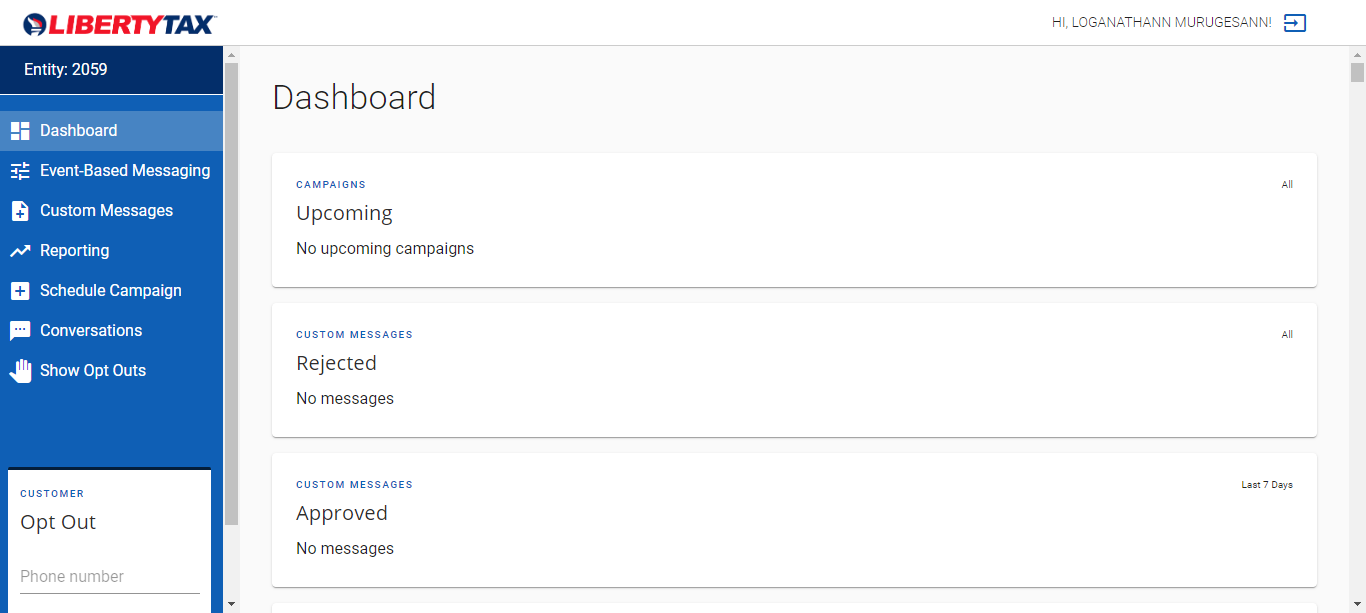 LIBERTYTAX
HI, LOGANATHANN MURUGESANN!
Entity: 2059
Dashboard
Event-Based Messaging
Custom Messages
Reporting
Schedule Campaign
Conversations
Show Opt Outs
CUSTOMER
Opt Out
Phone number
Dashboard
CAMPAIGNS
All
Upcoming
No upcoming campaigns
CUSTOM MESSAGES
All
Rejected
No messages
CUSTOM MESSAGES
Last 7 Days
Approved
No messages